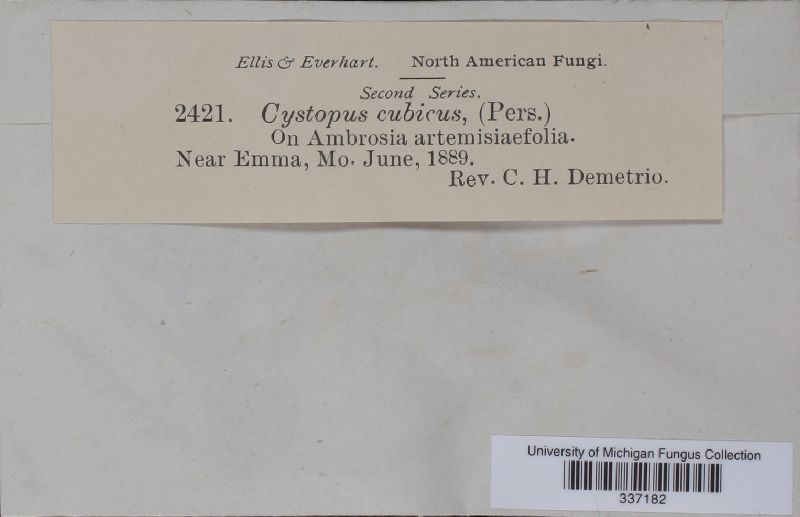 Ellis & Everhart. North American Fungi.
Second Series.
2421. Cystopus cubicus, (Pers.)
On Ambrosia artemisiaefolia.
Near Emma, Mo. June, 1889.
Rev. C. H. Demetrio.
University of Michigan Fungus Collection
337182